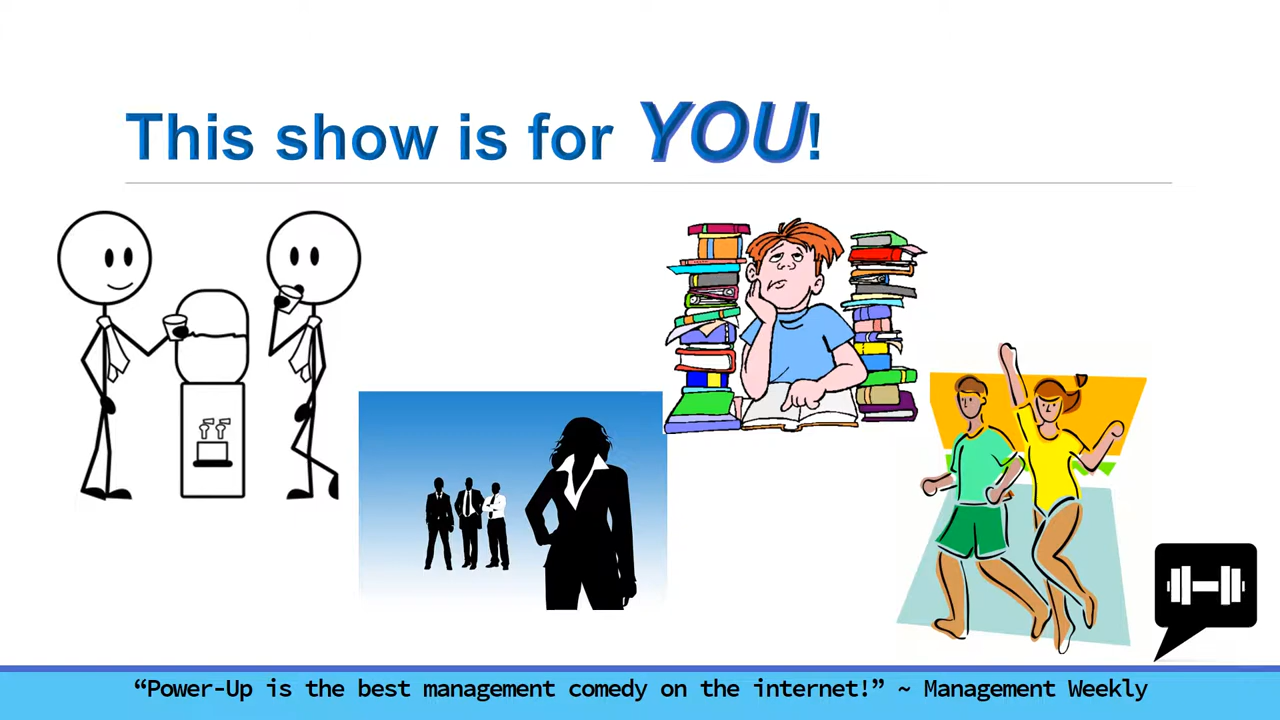 This show is for YOU!
“Power-Up is the best management comedy on the internet!” ~ Management Weekly